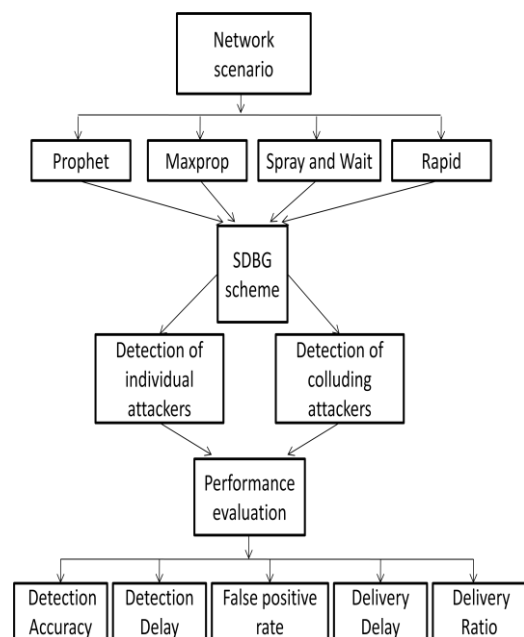 Network
scenario
Prophet
Maxprop
Spray and Wait
Rapid
SDBG
scheme
Detection of
individual
attackers
Detection of
colluding
attackers
Performance
evaluation
Detection
Accuracy
Detection
Delay
False positive
rate
Delivery
Delay
Delivery
Ratio